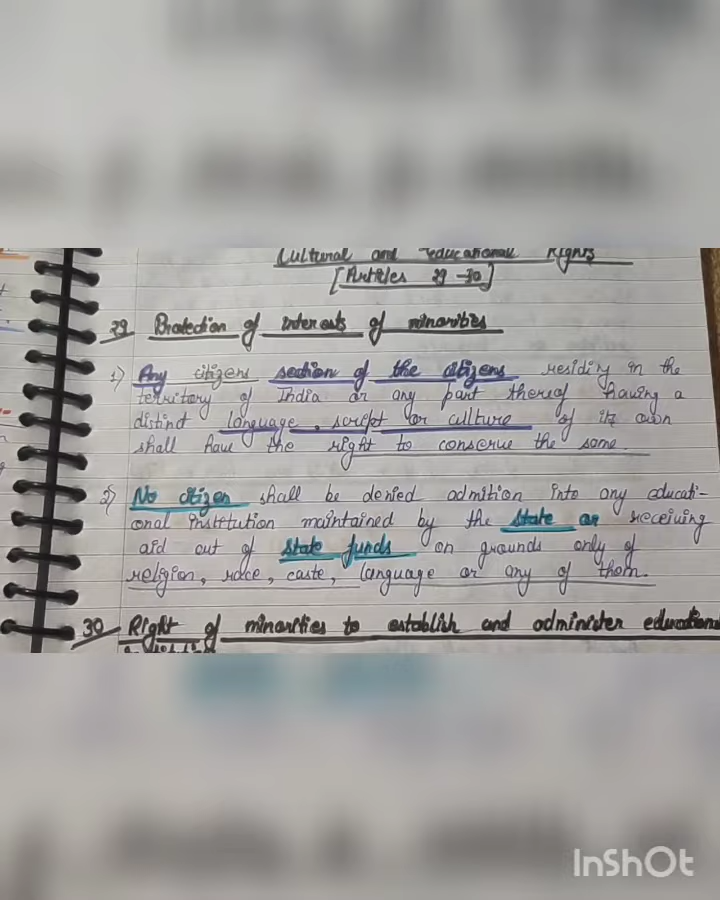 Cultural and Educational Rights
[Articles 29-30]
29 Protection of interests of minorities
1) Any citizens section of the citizens residing in the
territory of India or any part thereof having a
distinct language, script or culture of its own
shall have the right to conserve the same.
2) No citizen shall be denied admition into any educati-
onal institution maintained by the state or receiving
aid out of state funds on grounds only of
religion, race, caste, language or any of them.
30 Right of minorities to establish and administer educational
InShOt